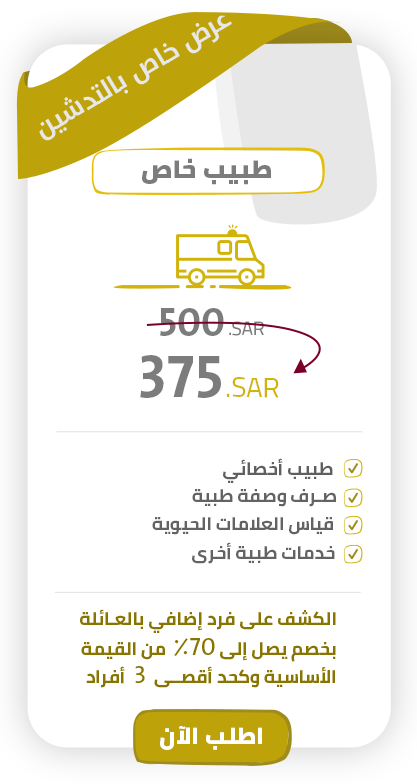 عرض خاص بالتدشين
طبيب خاص
500 .SAR
375 .SAR
طبيب أخصائي
صـرف وصفة طبية
قياس العلامات الحيوية
خدمات طبية أخرى
الكشف على فرد إضافي بالعـائلة
بخصم يصل إلى 70٪ من القيمة
الأساسية وكحد أقصــى 3 أفراد
اطلب الآن